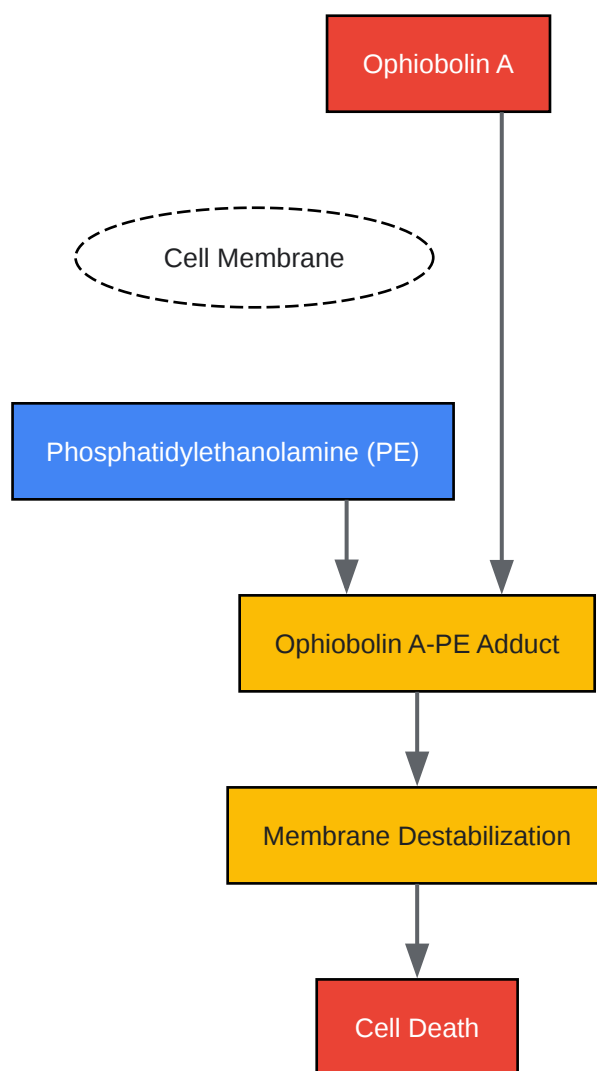 Ophiobolin A
Cell Membrane
Phosphatidylethanolamine (PE)
Ophiobolin A-PE Adduct
Membrane Destabilization
Cell Death